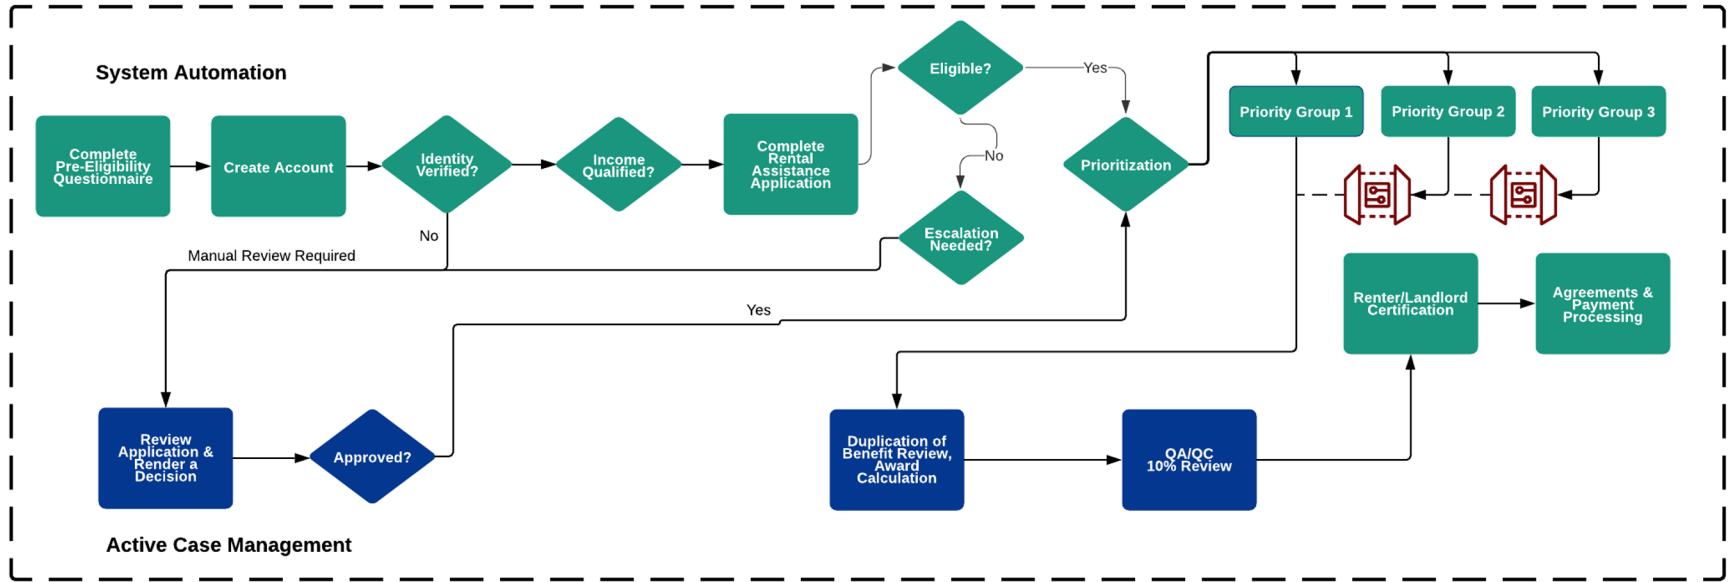 System Automation
Complete
Pre-Eligibility
Questionnaire
Create Account
Identity
Verified?
Income
Qualified?
Complete
Rental
Assistance
Application
Eligible?
Yes
No
Escalation
Needed?
Prioritization
Priority Group 1
Priority Group 2
Priority Group 3
No
Manual Review Required
Yes
Renter/Landlord
Certification
Agreements &
Payment
Processing
Review
Application &
Render a
Decision
Approved?
Duplication of
Benefit Review,
Award
Calculation
QA/QC
10% Review
Active Case Management